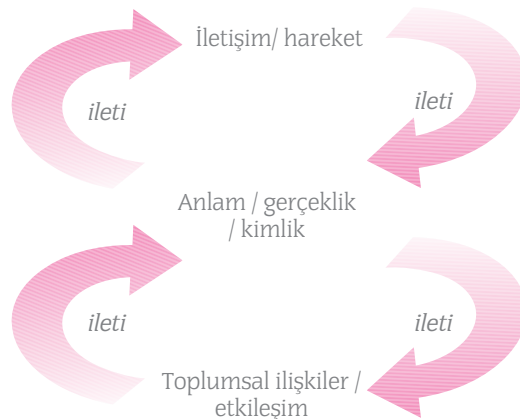 İletişim/ hareket
ileti
ileti
Anlam / gerçeklik
/ kimlik
ileti
ileti
Toplumsal ilişkiler /
etkileşim